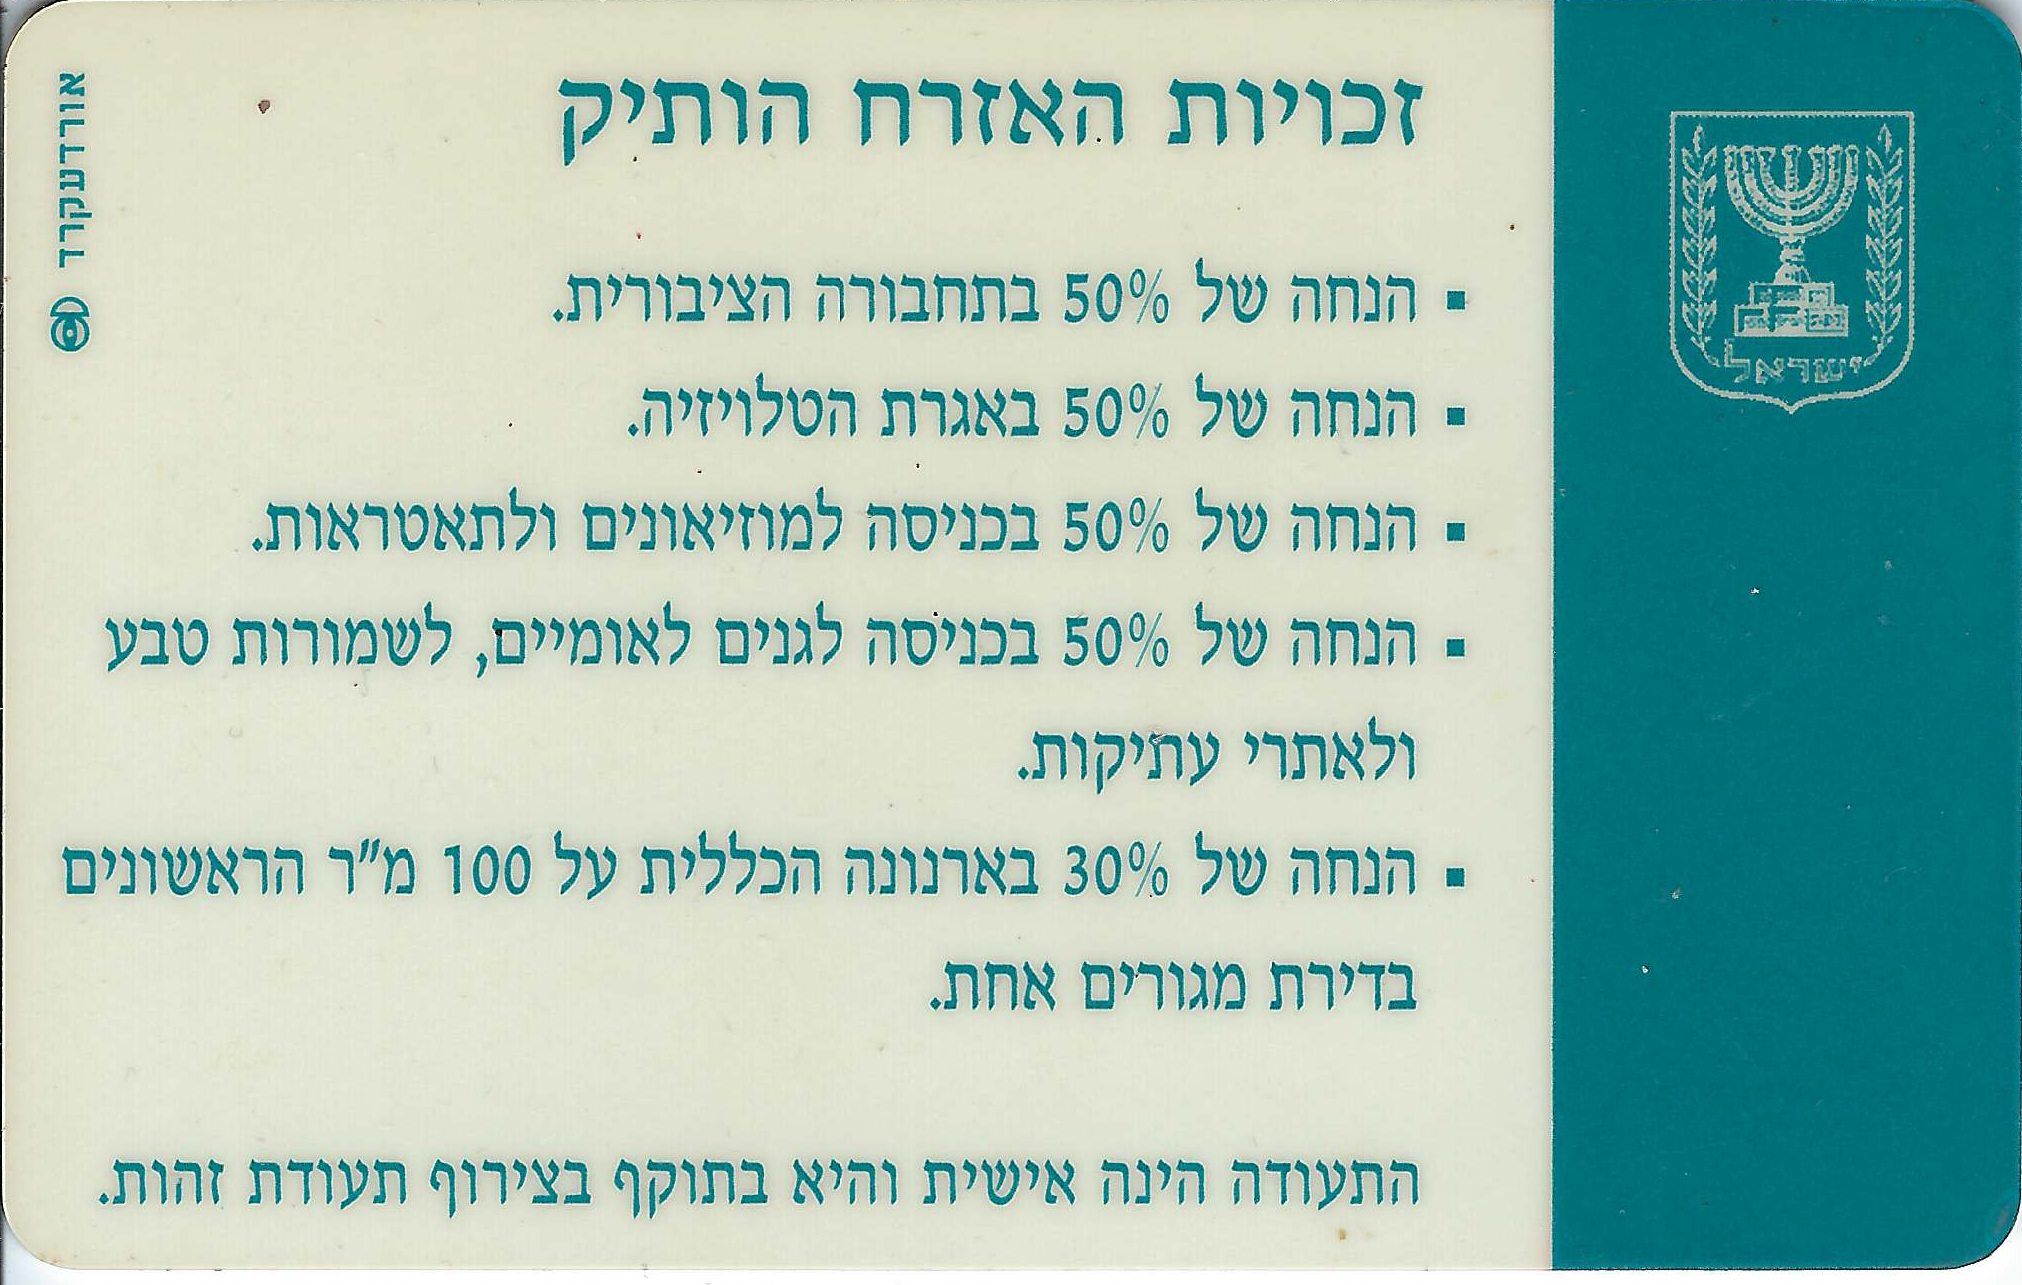 זכויות האזרח הותיק
▪ הנחה של 50% בתחבורה הציבורית.
▪ הנחה של 50% באגרת הטלויזיה.
▪ הנחה של 50% בכניסה למוזיאונים ולתאטראות.
▪ הנחה של 50% בכניסה לגנים לאומיים, לשמורות טבע
ולאתרי עתיקות.
▪ הנחה של 30% בארנונה הכללית על 100 מ"ר הראשונים
בדירת מגורים אחת.
התעודה הינה אישית והיא בתוקף בצירוף תעודת זהות.
ישראל
אורדעקרד